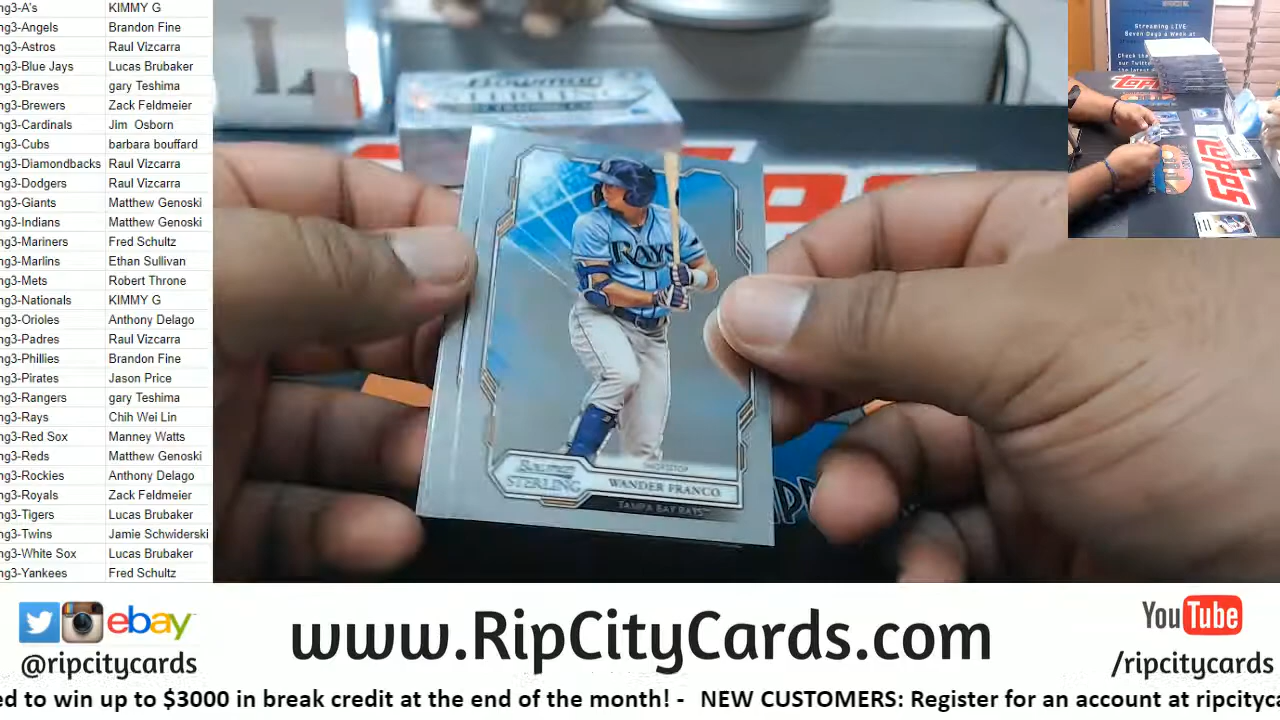 ng3-A's KIMMY G
ng3-Angels Brandon Fine
ng3-Astros Raul Vizcarra
ng3-Blue Jays Lucas Brubaker
ng3-Braves gary Teshima
ng3-Brewers Zack Feldmeier
ng3-Cardinals Jim Osborn
ng3-Cubs barbara bouffard
ng3-Diamondbacks Raul Vizcarra
ng3-Dodgers Raul Vizcarra
ng3-Giants Matthew Genoski
ng3-Indians Matthew Genoski
ng3-Mariners Fred Schultz
ng3-Marlins Ethan Sullivan
ng3-Mets Robert Throne
ng3-Nationals KIMMY G
ng3-Orioles Anthony Delago
ng3-Padres Raul Vizcarra
ng3-Phillies Brandon Fine
ng3-Pirates Jason Price
ng3-Rangers gary Teshima
ng3-Rays Chih Wei Lin
ng3-Red Sox Manney Watts
ng3-Reds Matthew Genoski
ng3-Rockies Anthony Delago
ng3-Royals Zack Feldmeier
ng3-Tigers Lucas Brubaker
ng3-Twins Jamie Schwiderski
ng3-White Sox Lucas Brubaker
ng3-Yankees Fred Schultz
RAYS
SHORTSTOP
BOWMAN
STERLING
WANDER FRANCO
TAMPA BAY RAYS
Streaming LIVE
Seven Days a Week at
Check the
our Twitt
topps
topps
ebay
@ripcitycards
www.RipCityCards.com
YouTube
/ripcitycards
ed to win up to $3000 in break credit at the end of the month! - NEW CUSTOMERS: Register for an account at ripcityca